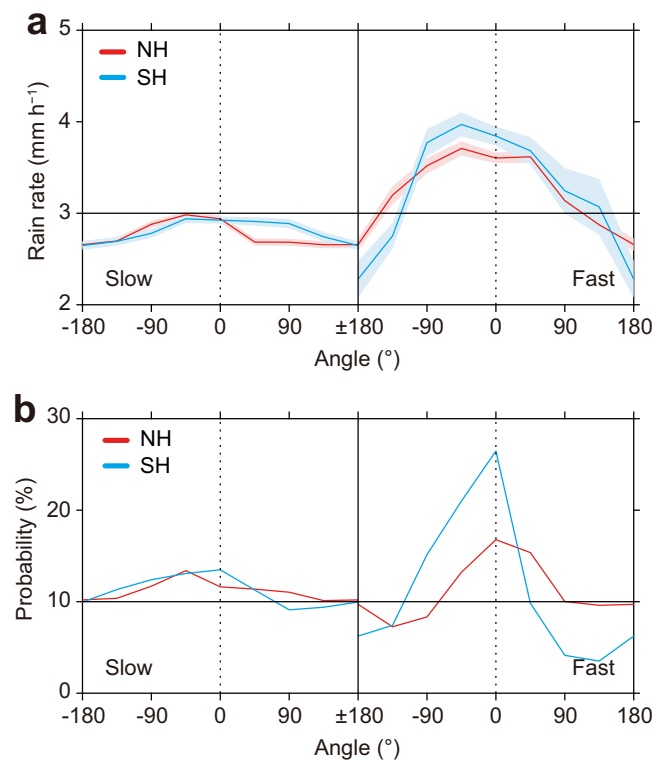 a
5
4
3
2
Rain rate (mm h⁻¹)
NH
SH
Slow
Fast
-180 -90 0 90 ±180 -90 0 90 180
Angle (°)
b
30
20
10
0
Probability (%)
NH
SH
Slow
Fast
-180 -90 0 90 ±180 -90 0 90 180
Angle (°)